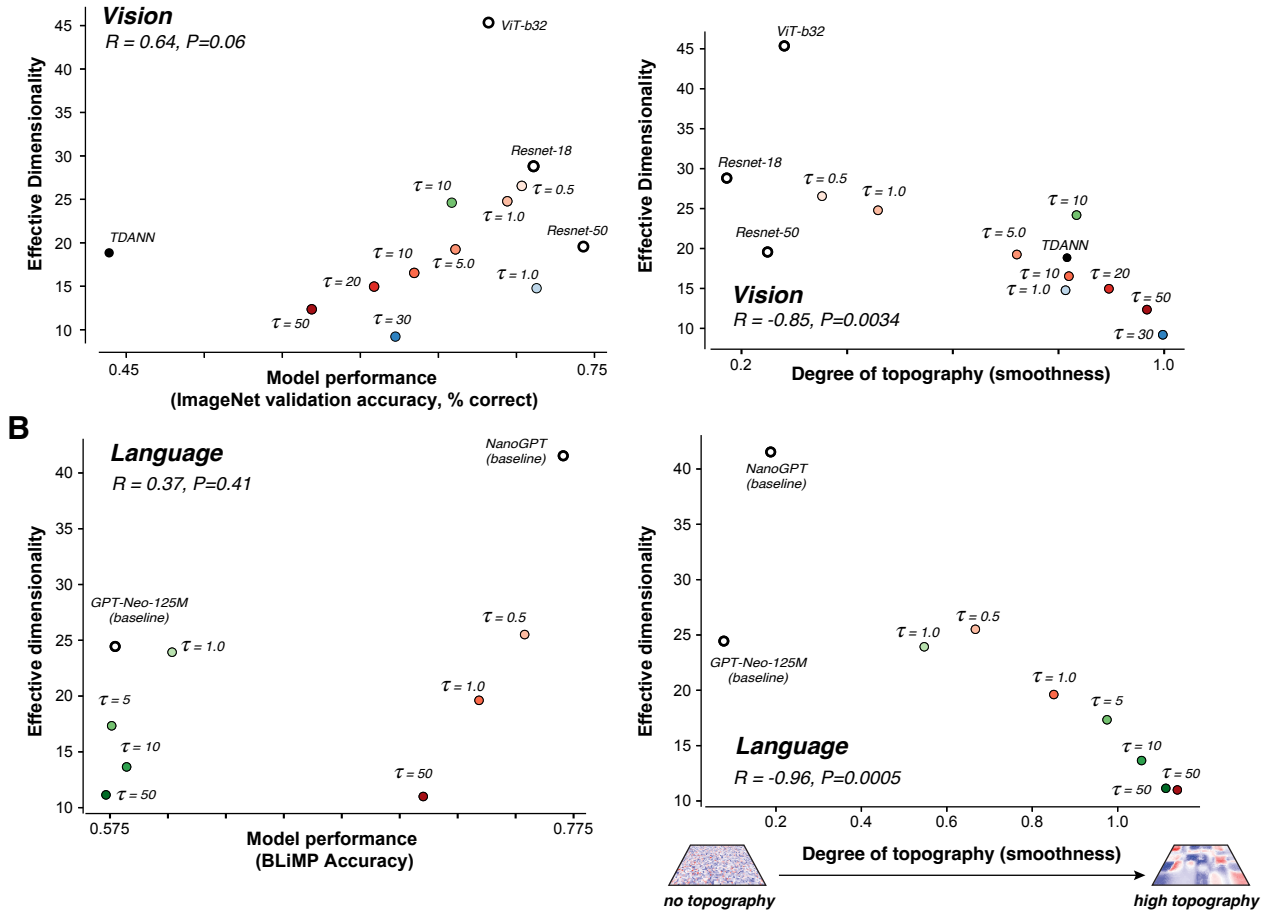 Vision
R = 0.64, P=0.06
Effective Dimensionality
45
40
35
30
25
20
15
10
ViT-b32
Resnet-18
τ = 10
τ = 0.5
τ = 1.0
Resnet-50
TDANN
τ = 10
τ = 5.0
τ = 20
τ = 1.0
τ = 50
τ = 30
0.45
0.75
Model performance
(ImageNet validation accuracy, % correct)
Effective Dimensionality
45
40
35
30
25
20
15
10
ViT-b32
Resnet-18
τ = 0.5
τ = 1.0
τ = 10
Resnet-50
τ = 5.0
TDANN
τ = 10
τ = 20
τ = 1.0
τ = 50
τ = 30
Vision
R = -0.85, P=0.0034
0.2
1.0
Degree of topography (smoothness)
B
Language
R = 0.37, P=0.41
Effective dimensionality
40
35
30
25
20
15
10
NanoGPT
(baseline)
GPT-Neo-125M
(baseline)
τ = 0.5
τ = 1.0
τ = 1.0
τ = 5
τ = 10
τ = 50
τ = 50
0.575
0.775
Model performance
(BLiMP Accuracy)
Effective dimensionality
40
35
30
25
20
15
10
NanoGPT
(baseline)
τ = 0.5
τ = 1.0
GPT-Neo-125M
(baseline)
τ = 1.0
τ = 5
τ = 10
τ = 50
τ = 50
Language
R = -0.96, P=0.0005
0.2
0.4
0.6
0.8
1.0
Degree of topography (smoothness)
no topography
high topography